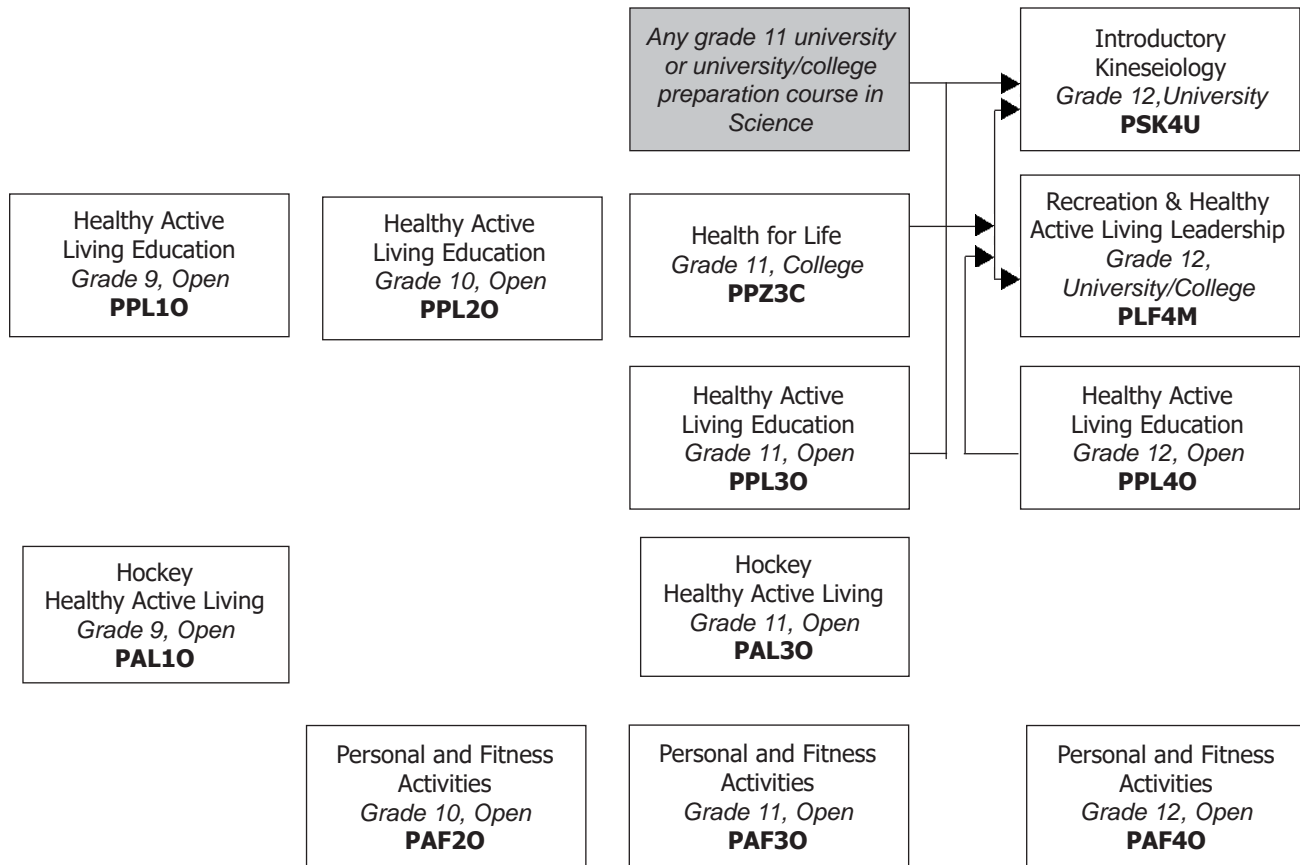 Any grade 11 university
or university/college
preparation course in
Science
Introductory
Kineseiology
Grade 12,University
PSK4U
Healthy Active
Living Education
Grade 9, Open
PPL1O
Healthy Active
Living Education
Grade 10, Open
PPL2O
Health for Life
Grade 11, College
PPZ3C
Recreation & Healthy
Active Living Leadership
Grade 12,
University/College
PLF4M
Healthy Active
Living Education
Grade 11, Open
PPL3O
Healthy Active
Living Education
Grade 12, Open
PPL4O
Hockey
Healthy Active Living
Grade 9, Open
PAL1O
Hockey
Healthy Active Living
Grade 11, Open
PAL3O
Personal and Fitness
Activities
Grade 10, Open
PAF2O
Personal and Fitness
Activities
Grade 11, Open
PAF3O
Personal and Fitness
Activities
Grade 12, Open
PAF4O